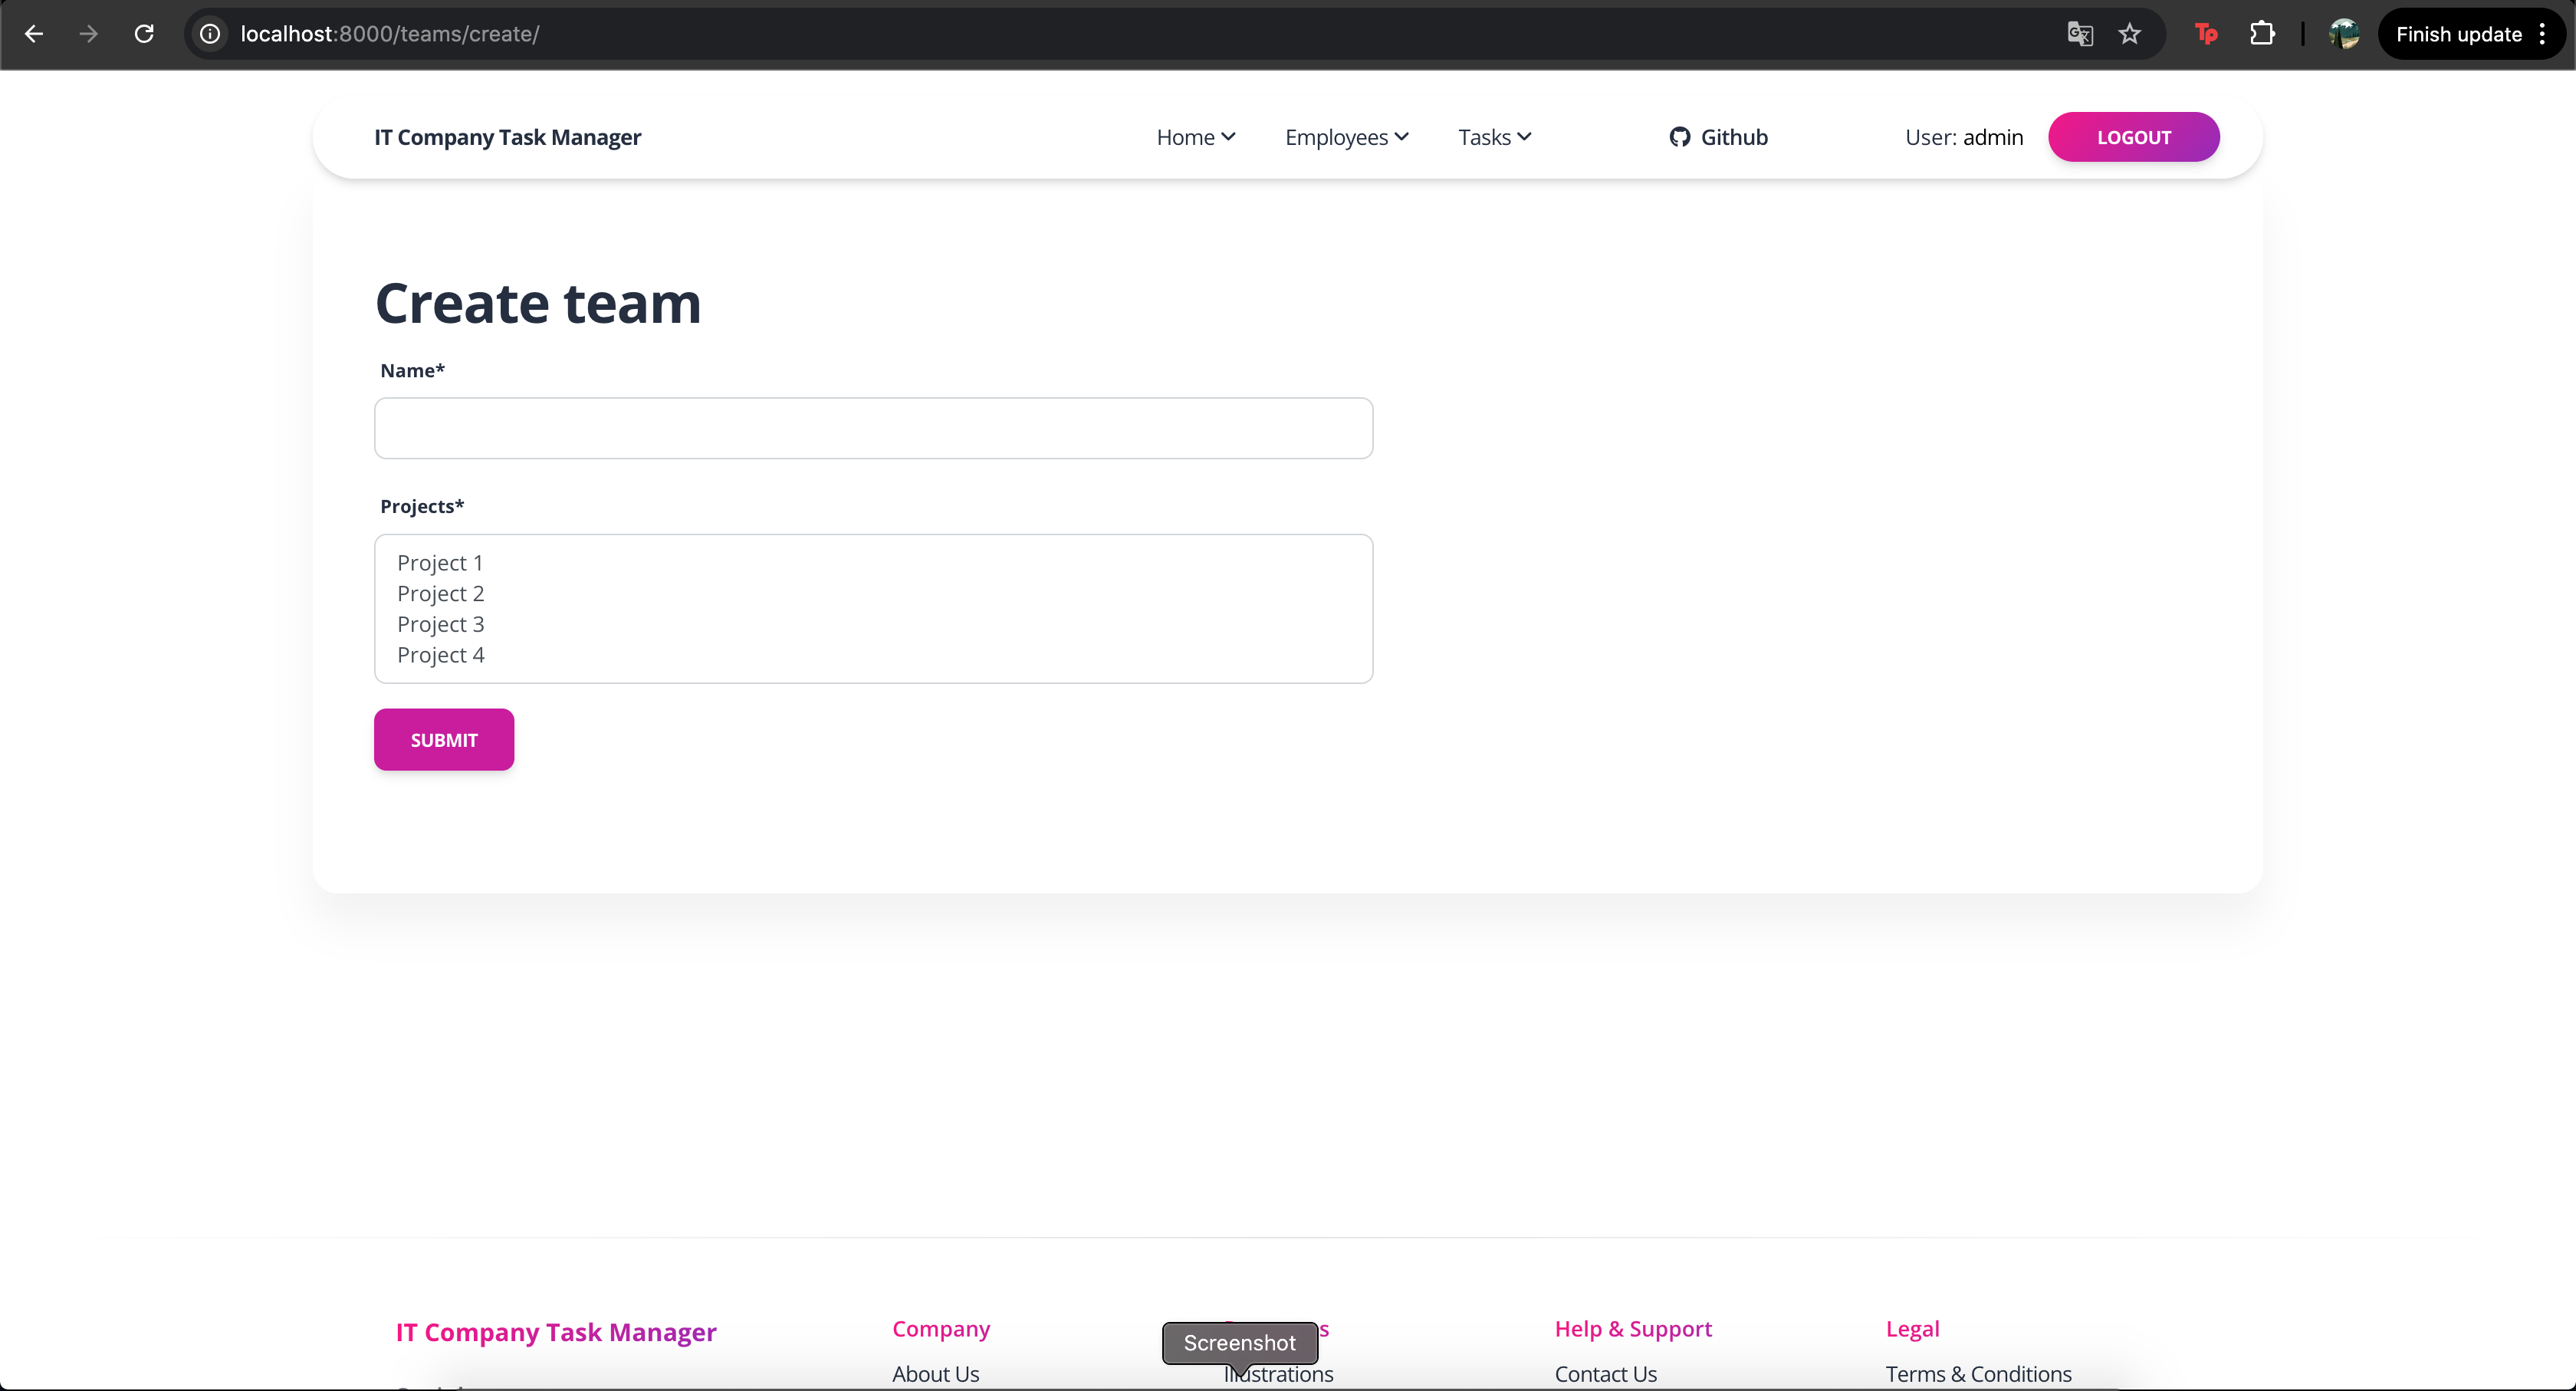 localhost:8000/teams/create/
Finish update
IT Company Task Manager
Home
Employees
Tasks
Github
User: admin
LOGOUT
Create team
Name*
Projects*
Project 1
Project 2
Project 3
Project 4
SUBMIT
IT Company Task Manager
Company
Help & Support
Legal
Screenshot
About Us
Illustrations
Contact Us
Terms & Conditions